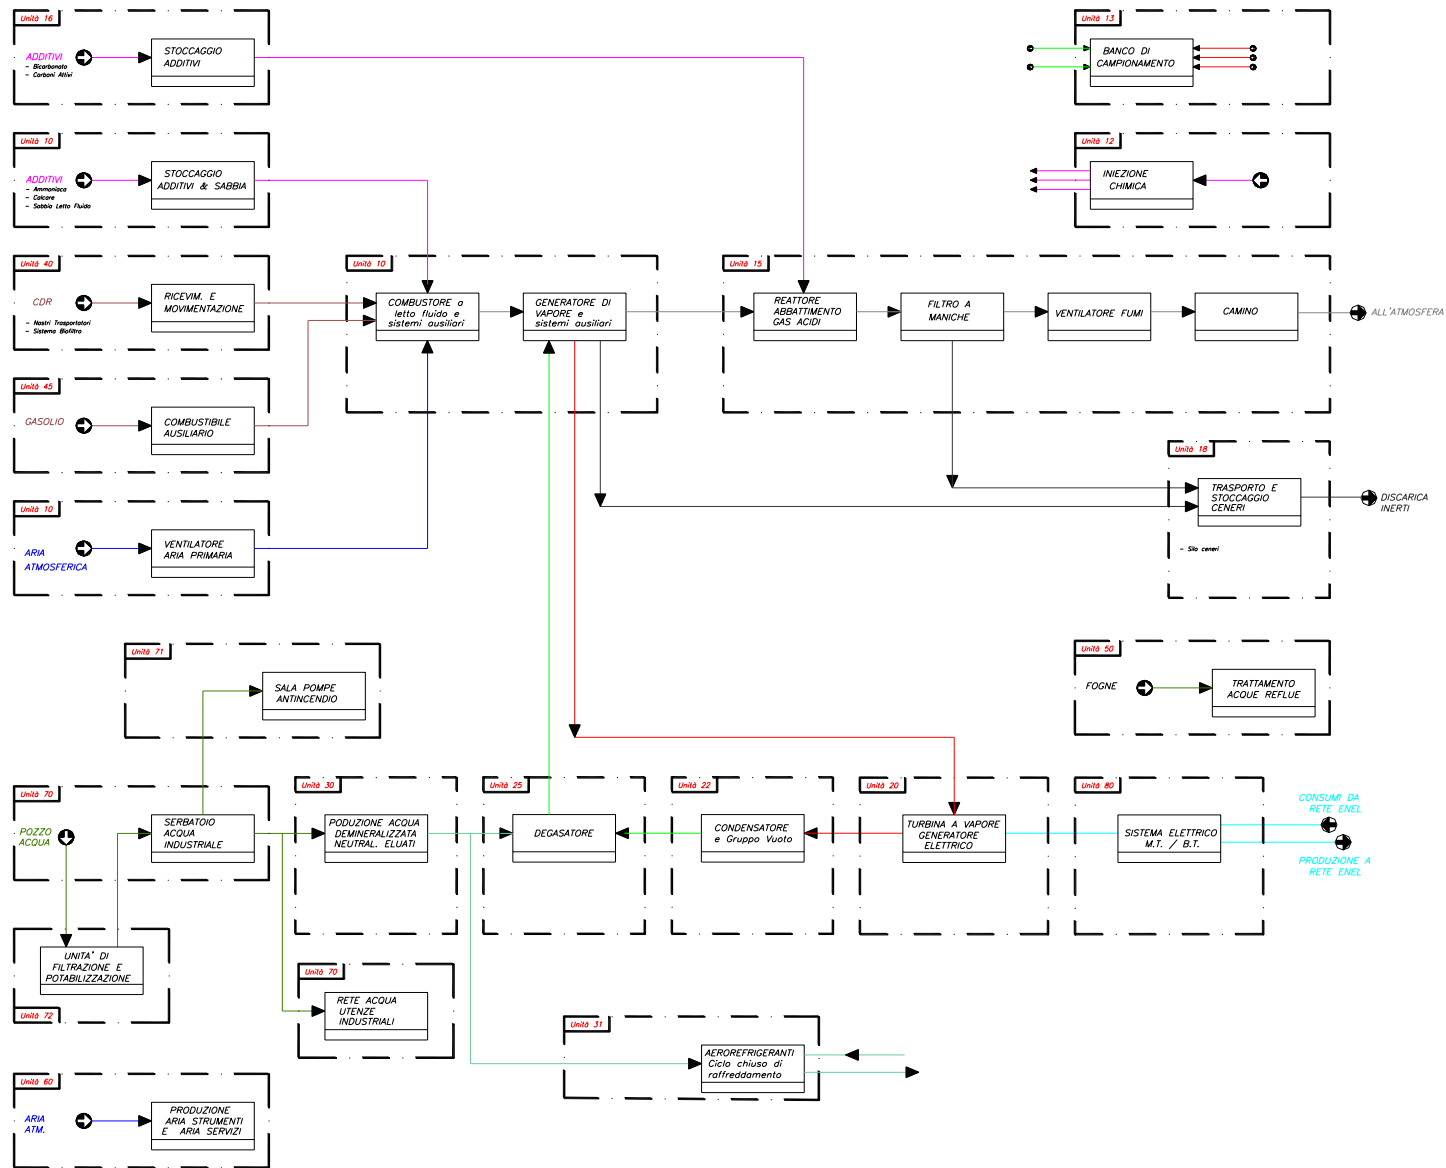 Unità 16
ADDITIVI
- Bicarbonato
- Carboni Attivi
STOCCAGGIO
ADDITIVI
Unità 13
BANCO DI
CAMPIONAMENTO
Unità 10
ADDITIVI
- Ammoniaca
- Calcare
- Sabbia Letto Fluido
STOCCAGGIO
ADDITIVI & SABBIA
Unità 12
INIEZIONE
CHIMICA
Unità 40
CDR
- Nastri Trasportatori
- Sistema Biofiltro
RICEVIM. E
MOVIMENTAZIONE
Unità 10
COMBUSTORE a
letto fluido e
sistemi ausiliari
GENERATORE DI
VAPORE e
sistemi ausiliari
Unità 15
REATTORE
ABBATTIMENTO
GAS ACIDI
FILTRO A
MANICHE
VENTILATORE FUMI
CAMINO
ALL'ATMOSFERA
Unità 45
GASOLIO
COMBUSTIBILE
AUSILIARIO
Unità 18
TRASPORTO E
STOCCAGGIO
CENERI
- Silo ceneri
DISCARICA
INERTI
Unità 10
ARIA
ATMOSFERICA
VENTILATORE
ARIA PRIMARIA
Unità 71
SALA POMPE
ANTINCENDIO
Unità 50
FOGNE
TRATTAMENTO
ACQUE REFLUE
Unità 70
POZZO
ACQUA
SERBATOIO
ACQUA
INDUSTRIALE
Unità 30
PODUZIONE ACQUA
DEMINERALIZZATA
NEUTRAL. ELUATI
Unità 25
DEGASATORE
Unità 22
CONDENSATORE
e Gruppo Vuoto
Unità 20
TURBINA A VAPORE
GENERATORE
ELETTRICO
Unità 80
SISTEMA ELETTRICO
M.T. / B.T.
CONSUMI DA
RETE ENEL
PRODUZIONE A
RETE ENEL
UNITA' DI
FILTRAZIONE E
POTABILIZZAZIONE
Unità 72
Unità 70
RETE ACQUA
UTENZE
INDUSTRIALI
Unità 31
AEROREFRIGERANTI
Ciclo chiuso di
raffreddamento
Unità 60
ARIA
ATM.
PRODUZIONE
ARIA STRUMENTI
E ARIA SERVIZI